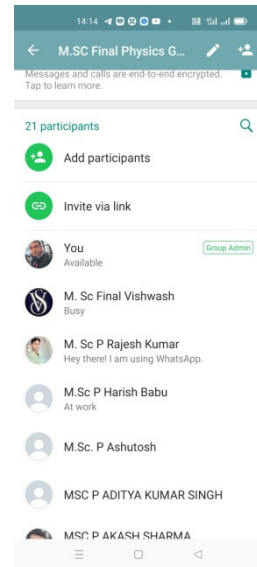 14:14
M.SC Final Physics G...
Messages and calls are end-to-end encrypted.
Tap to learn more.
21 participants
Add participants
Invite via link
You
Group Admin
Available
M. Sc Final Vishwash
Busy
M. Sc P Rajesh Kumar
Hey there! I am using WhatsApp.
M.Sc P Harish Babu
At work
M.Sc. P Ashutosh
MSC P ADITYA KUMAR SINGH
MSC P AKASH SHARMA